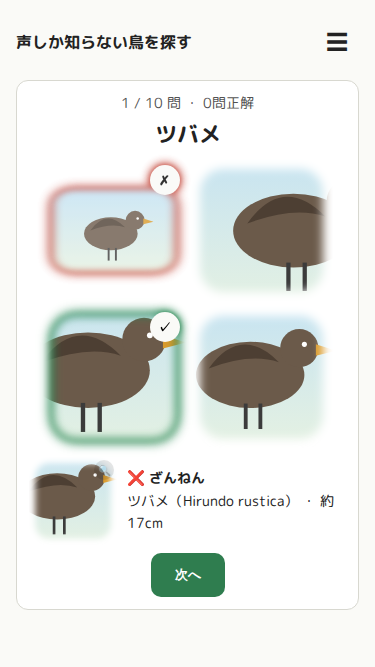 声しか知らない鳥を探す
☰
1 / 10 問 ・ 0問正解
ツバメ
✗
✓
❌ ざんねん
ツバメ（Hirundo rustica） ・ 約
17cm
次へ